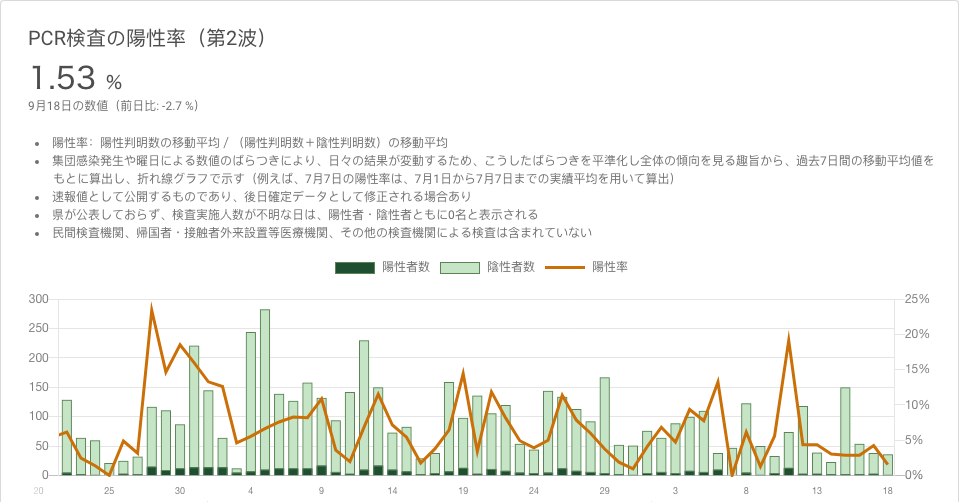 PCR検査の陽性率（第2波）
1.53 %
9月18日の数値（前日比: -2.7 %）
• 陽性率：陽性判明数の移動平均 / （陽性判明数＋陰性判明数）の移動平均
• 集団感染発生や曜日による数値のばらつきにより、日々の結果が変動するため、こうしたばらつきを平準化し全体の傾向を見る趣旨から、過去7日間の移動平均値を
もとに算出し、折れ線グラフで示す（例えば、7月7日の陽性率は、7月1日から7月7日までの実績平均を用いて算出）
• 速報値として公開するものであり、後日確定データとして修正される場合あり
• 県が公表しておらず、検査実施人数が不明な日は、陽性者・陰性者ともに0名と表示される
• 民間検査機関、帰国者・接触者外来設置等医療機関、その他の検査機関による検査は含まれていない
陽性者数 陰性者数 陽性率
300 25%
250 20%
200 15%
150 10%
100 5%
50 0%
0
20 25 30 4 9 14 19 24 29 3 8 13 18